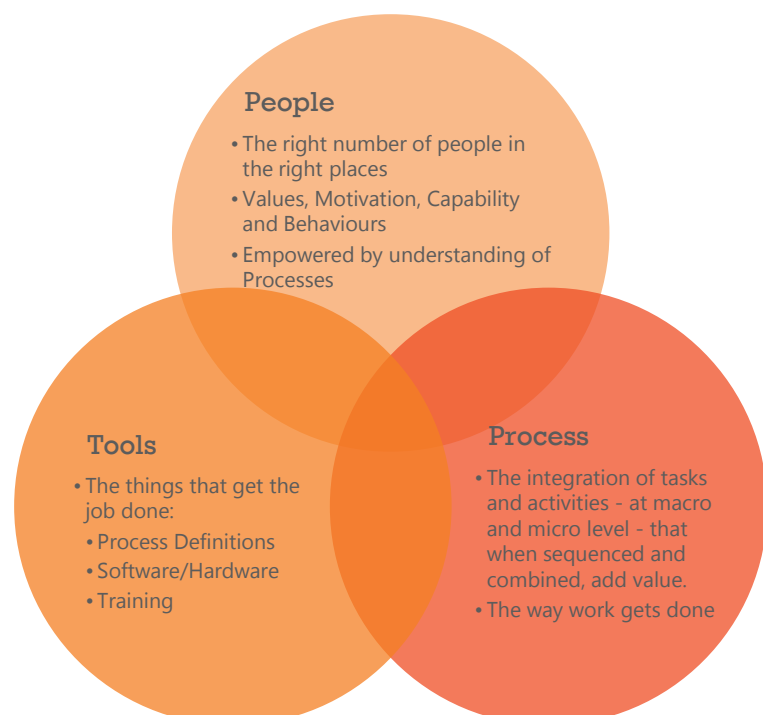 People
• The right number of people in
the right places
• Values, Motivation, Capability
and Behaviours
• Empowered by understanding of
Processes
Tools
• The things that get the
job done:
• Process Definitions
• Software/Hardware
• Training
Process
• The integration of tasks
and activities - at macro
and micro level - that
when sequenced and
combined, add value.
• The way work gets done